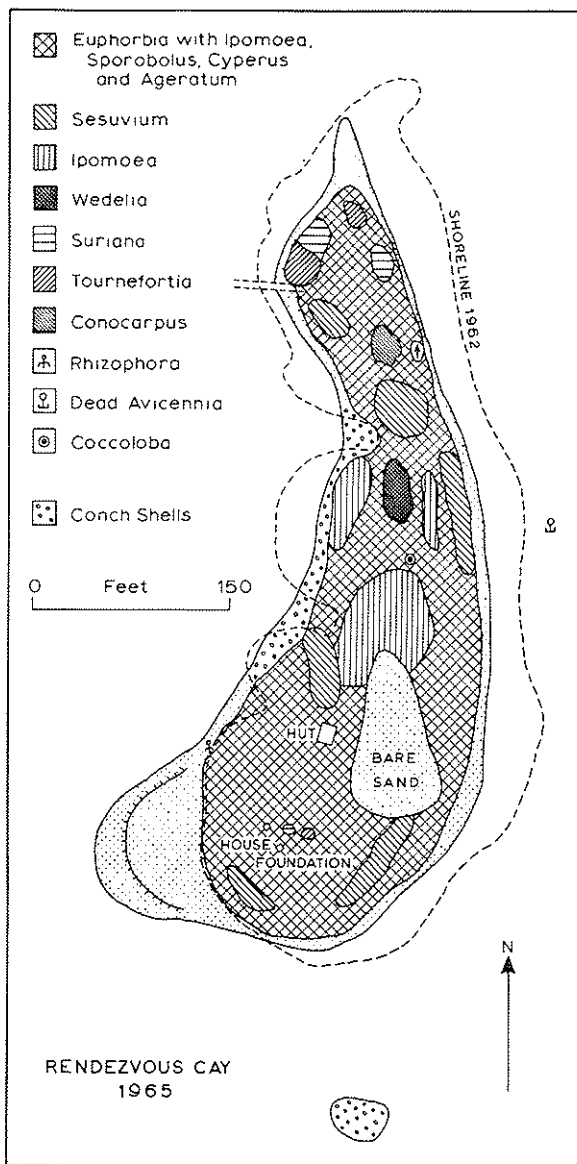 Euphorbia with Ipomoea,
Sporobolus, Cyperus
and Ageratum
Sesuvium
Ipomoea
Wedelia
Suriana
Tournefortia
Conocarpus
Rhizophora
Dead Avicennia
Coccoloba
Conch Shells
0 Feet 150
SHORELINE 1962
HUT
BARE
SAND
HOUSE
FOUNDATION
N
RENDEZVOUS CAY
1965